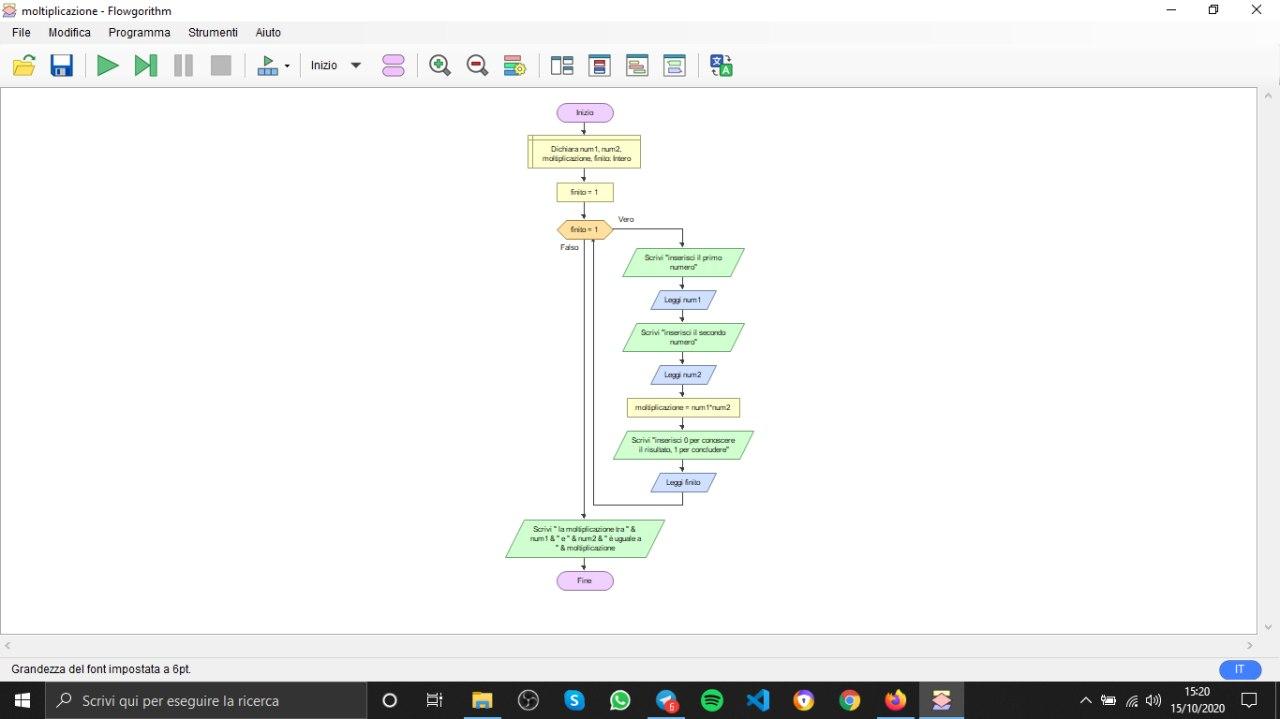 moltiplicazione - Flowgorithm
File Modifica Programma Strumenti Aiuto
Inizio
Inizio
Dichiara num1, num2,
moltiplicazione, finito; Intero
finito = 1
finito = 1
Vero
Falso
Scrivi "inserisci il primo
numero"
Leggi num1
Scrivi "inserisci il secondo
numero"
Leggi num2
moltiplicazione = num1*num2
Scrivi "inserisci 0 per conoscere
il risultato, 1 per concludere"
Leggi finito
Scrivi " la moltiplicazione tra " &
num1 & " e " & num2 & " è uguale a
" & moltiplicazione
Fine
Grandezza del font impostata a 6pt.
IT
Scrivi qui per eseguire la ricerca
6
15:20
15/10/2020